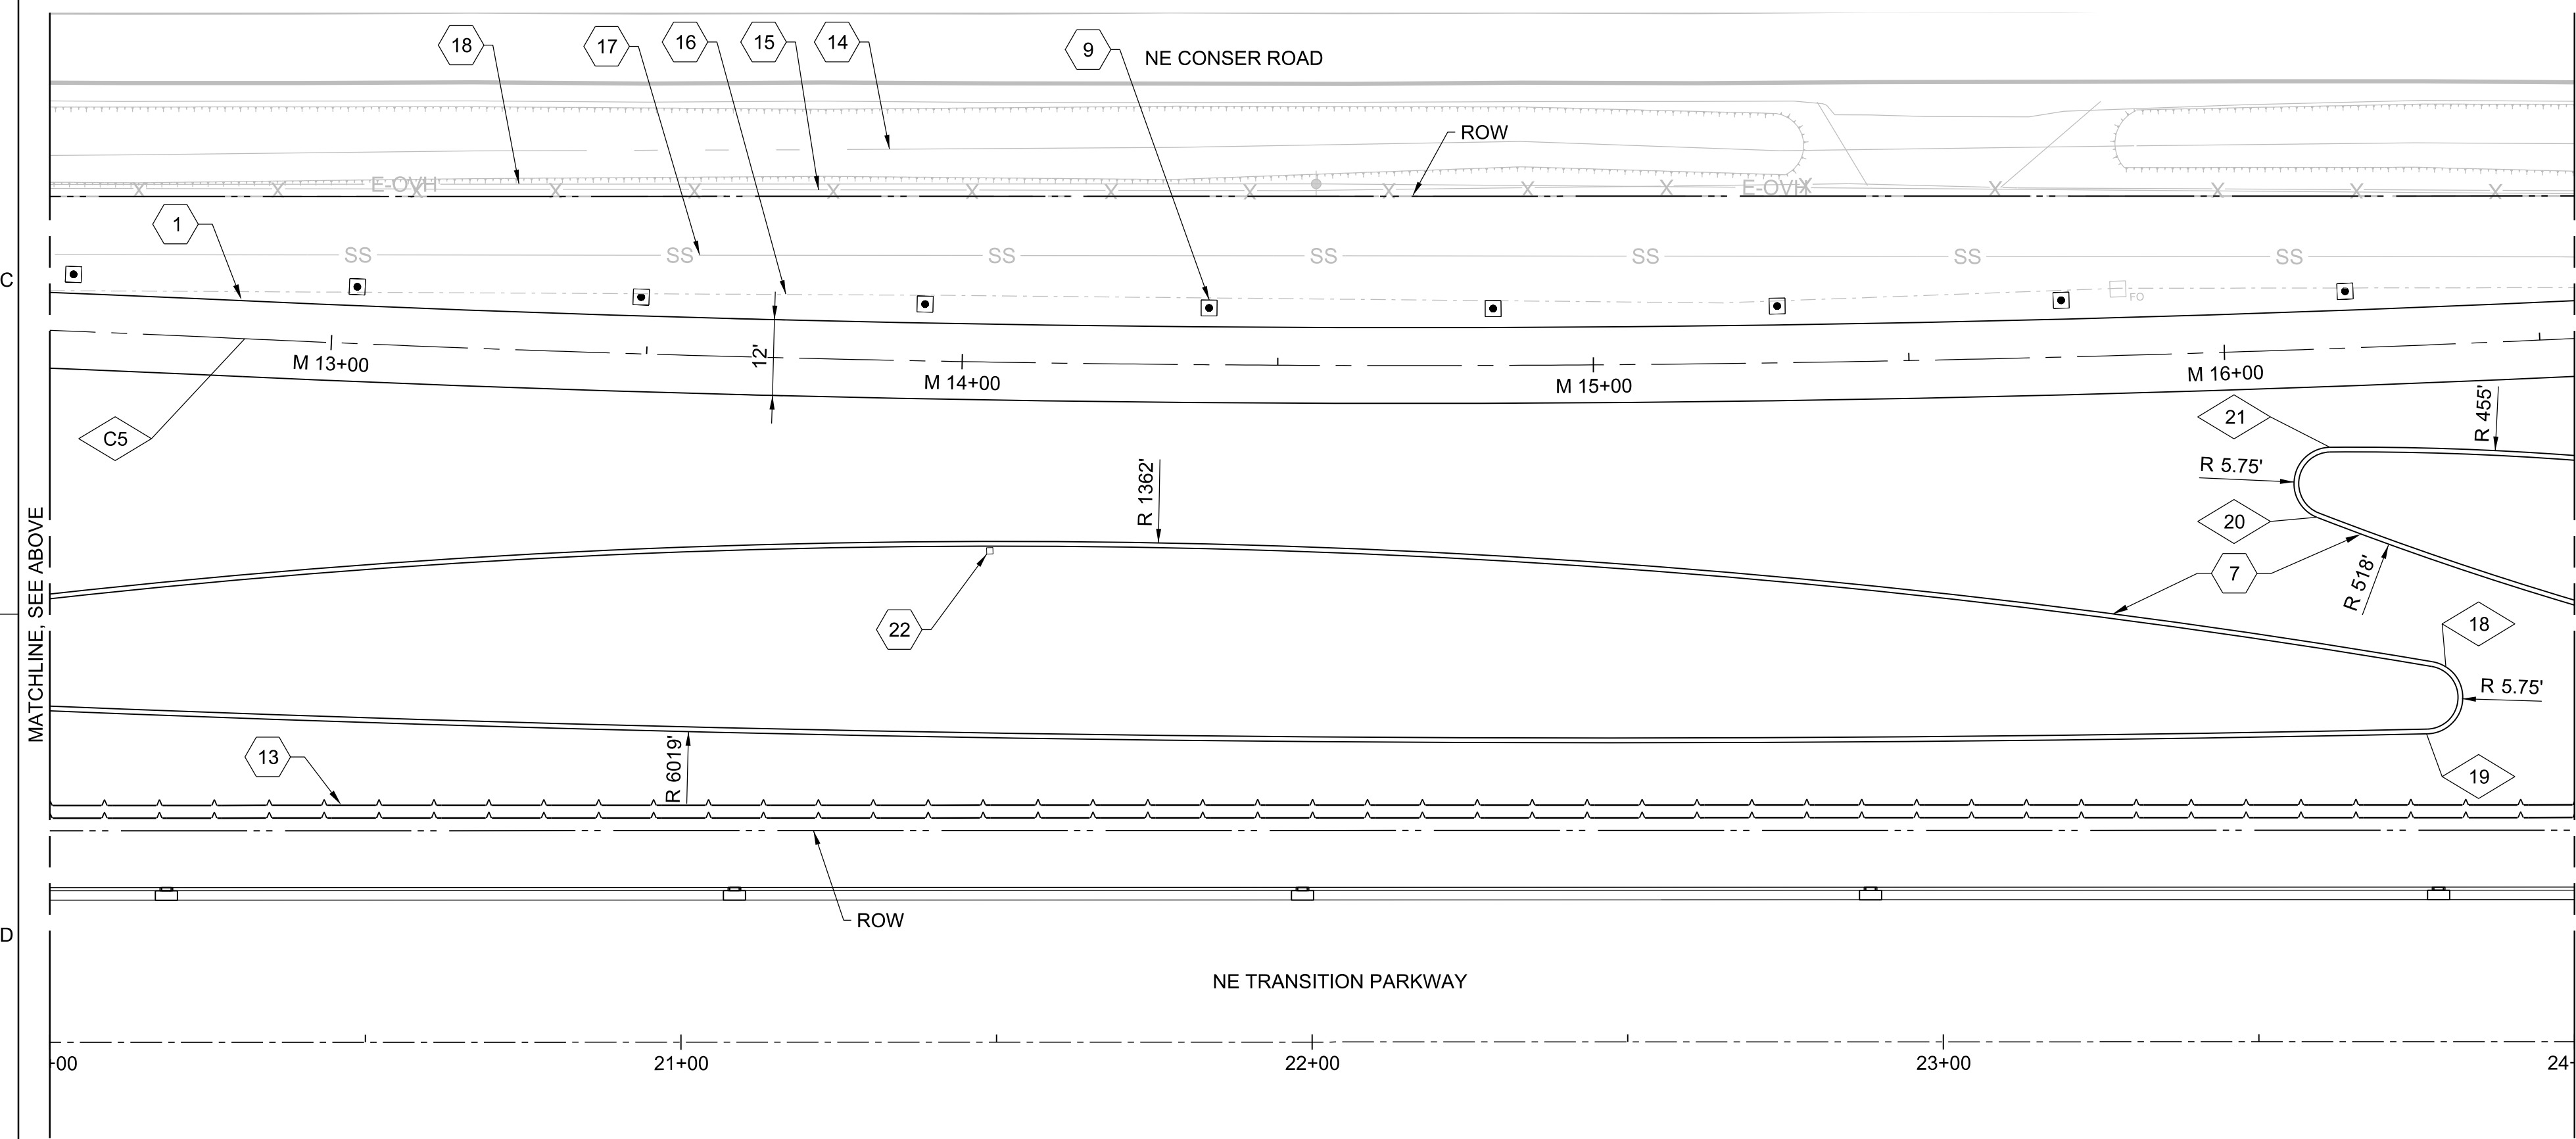 18
17
16
15
14
9
NE CONSER ROAD
ROW
E-OVH
E-OVH
X X X X X X X X X X X X X X X X X
1
SS SS SS SS SS SS SS
C
FO
12'
M 13+00
M 14+00
M 15+00
M 16+00
C5
21
R 455'
R 5.75'
R 1362'
20
7
R 518'
22
18
MATCHLINE, SEE ABOVE
R 5.75'
13
R 6019'
19
ROW
D
NE TRANSITION PARKWAY
+00
21+00
22+00
23+00
24